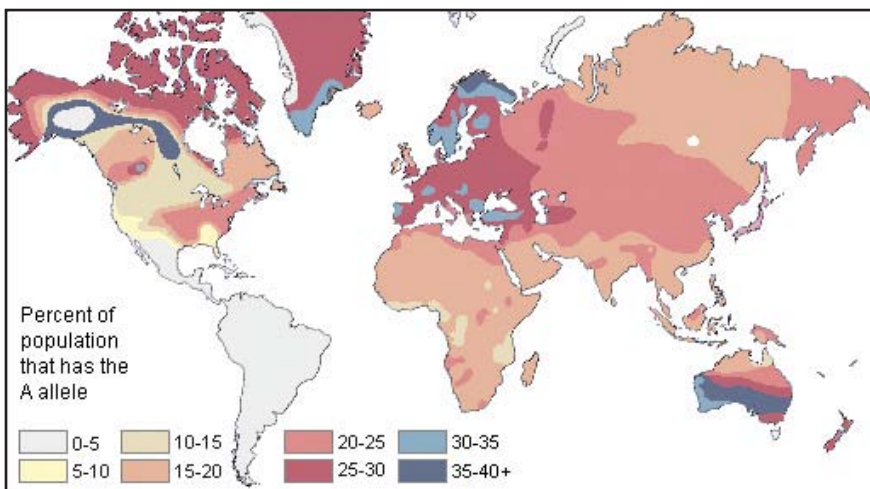 Percent of
population
that has the
A allele
0-5
10-15
20-25
30-35
5-10
15-20
25-30
35-40+